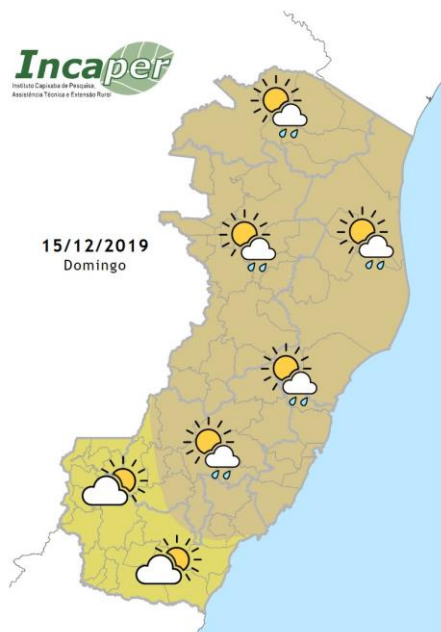 Incaper
Instituto Capixaba de Pesquisa,
Assistência Técnica e Extensão Rural
15/12/2019
Domingo